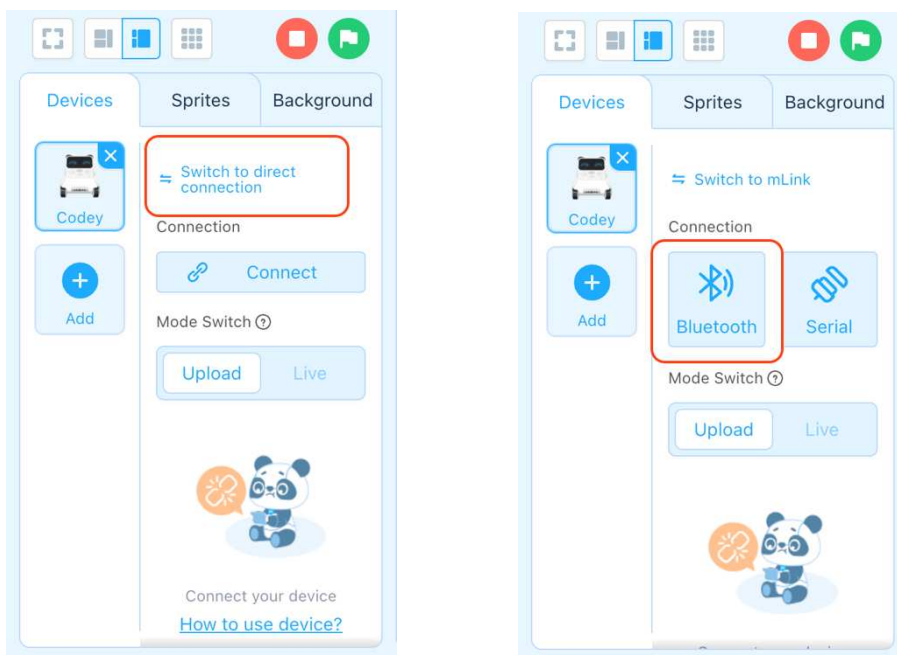 Devices
Sprites
Background
Switch to direct
connection
Codey
Connection
Connect
Add
Mode Switch
Upload
Live
Connect your device
How to use device?
Devices
Sprites
Background
Switch to mLink
Codey
Connection
Bluetooth
Serial
Add
Mode Switch
Upload
Live